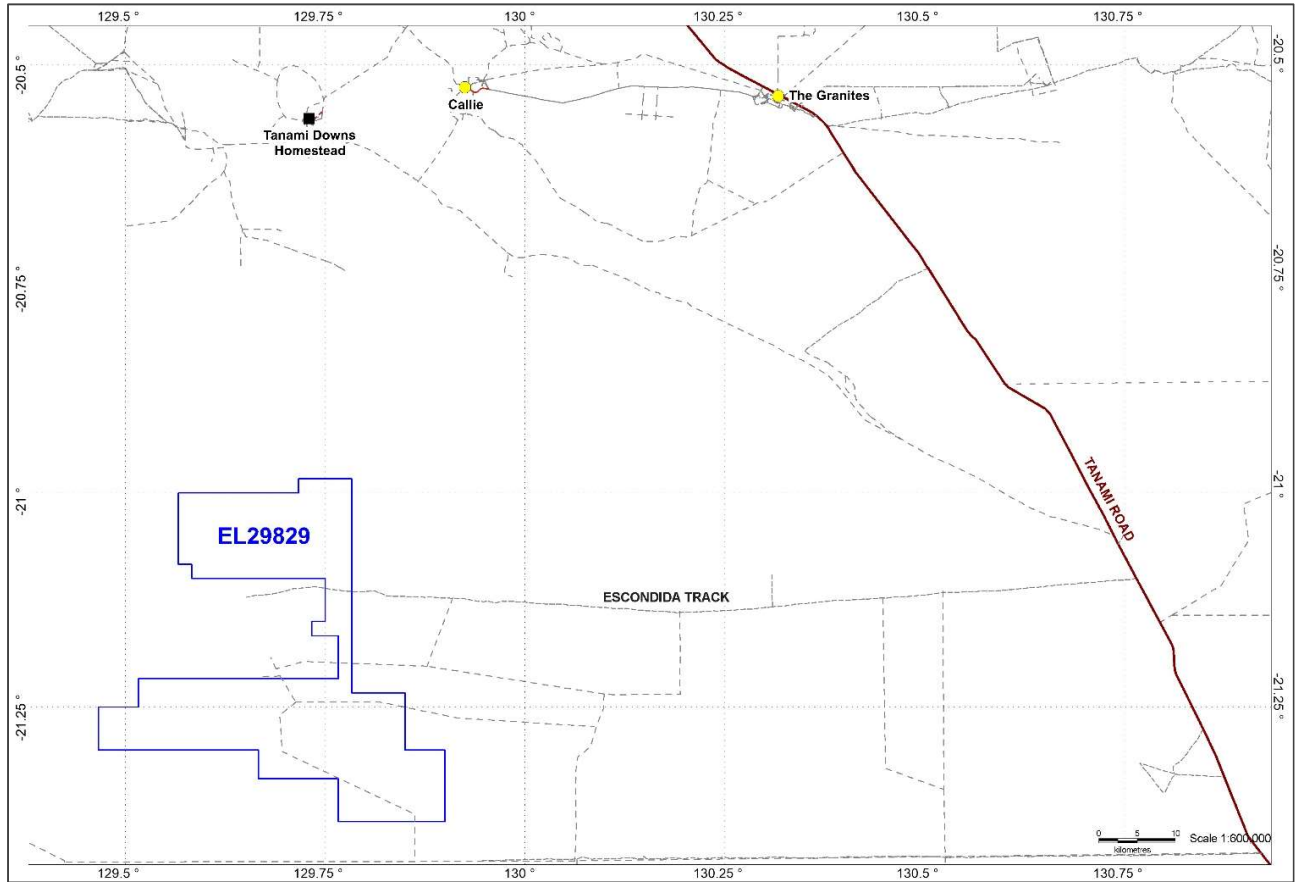 129.5 ° 129.75 ° 130 ° 130.25 ° 130.5 ° 130.75 °
-20.5 ° -20.5 °
Callie
The Granites
Tanami Downs
Homestead
-20.75 ° -20.75 °
-21 ° -21 °
TANAMI ROAD
EL29829
ESCONDIDA TRACK
-21.25 ° -21.25 °
0 5 10
kilometres
Scale 1:600,000
129.5 ° 129.75 ° 130 ° 130.25 ° 130.5 ° 130.75 °